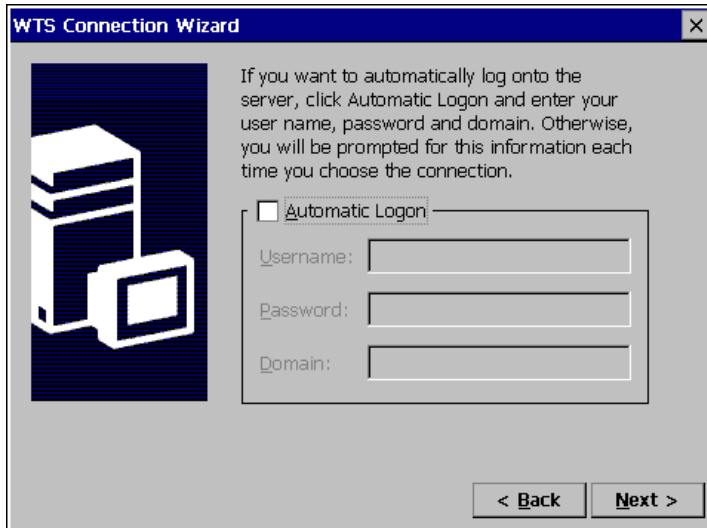 WTS Connection Wizard
If you want to automatically log onto the
server, click Automatic Logon and enter your
user name, password and domain. Otherwise,
you will be prompted for this information each
time you choose the connection.
Automatic Logon
Username:
Password:
Domain:
< Back Next >